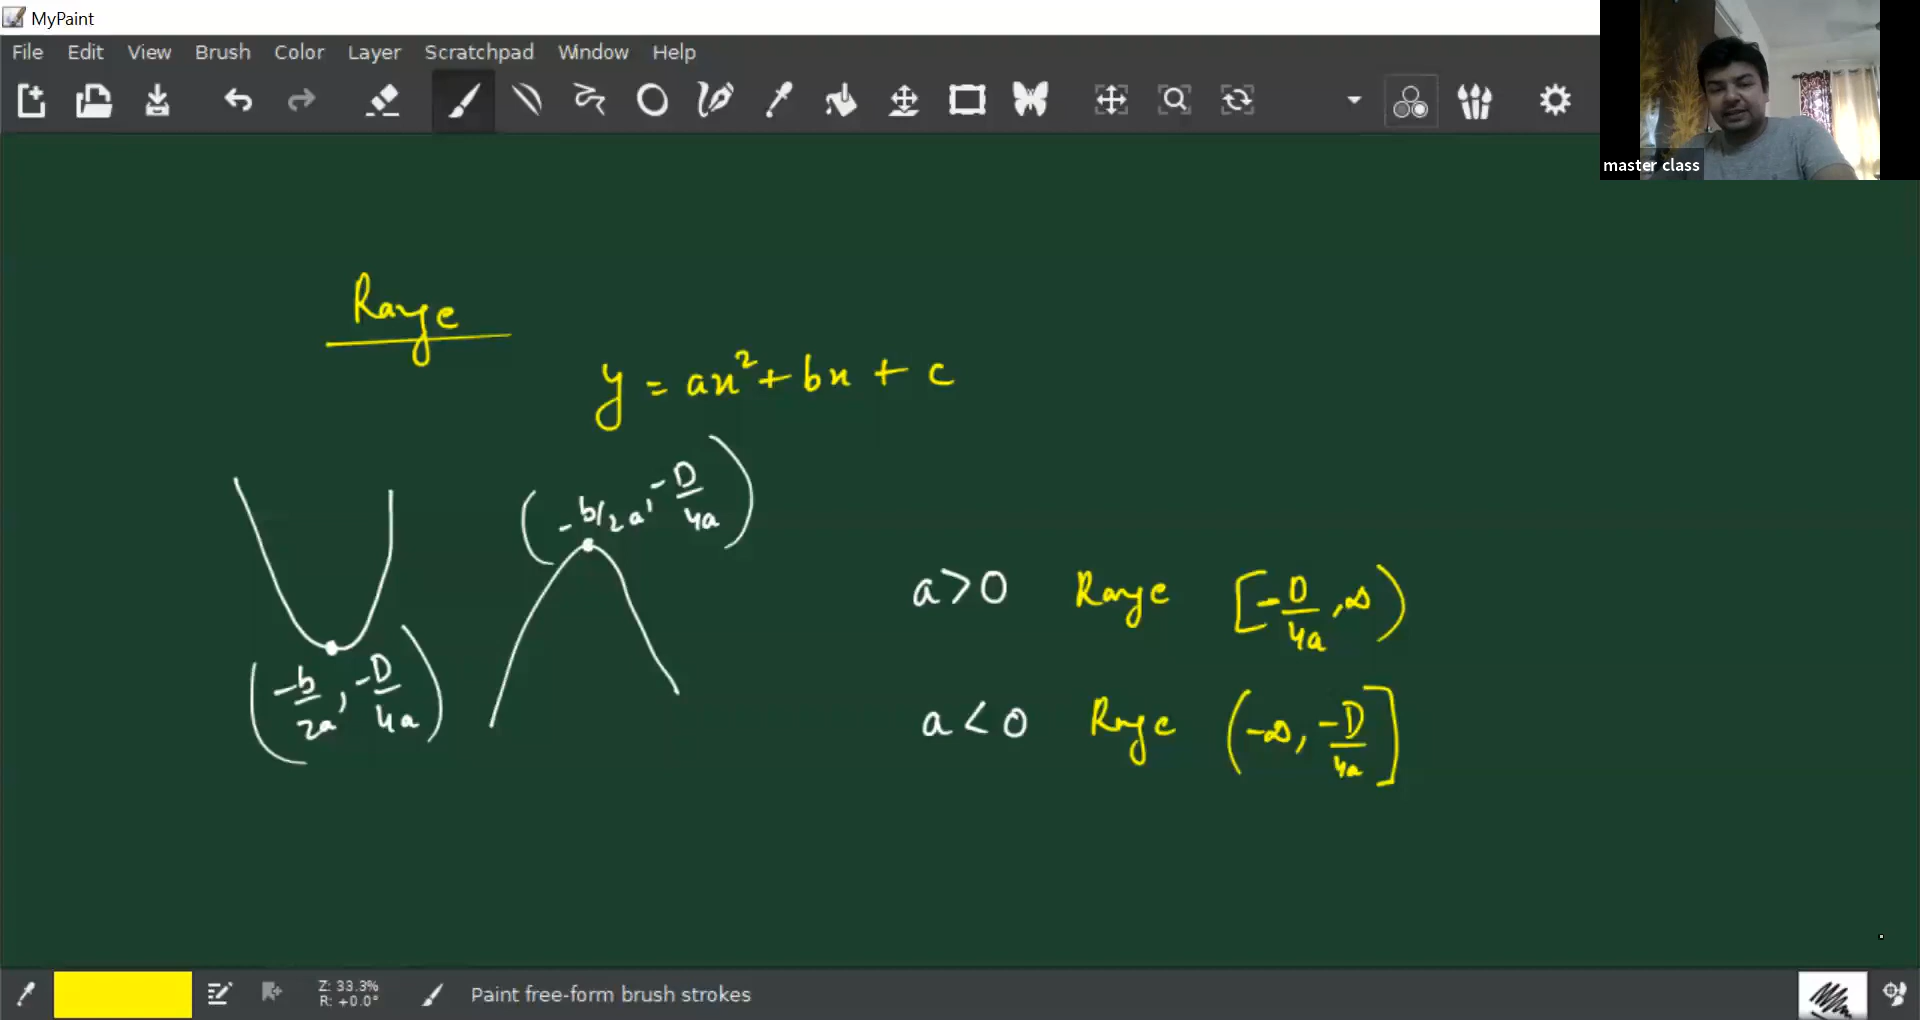 MyPaint
File Edit View Brush Color Layer Scratchpad Window Help
master class
Range
y = ax² + bx + c
(-b/2a, -D/4a)
(-b/2a, -D/4a)
a>0 Range [-D/4a, ∞)
a<0 Range (-∞, -D/4a]
Z: 33.3%
R: +0.0°
Paint free-form brush strokes